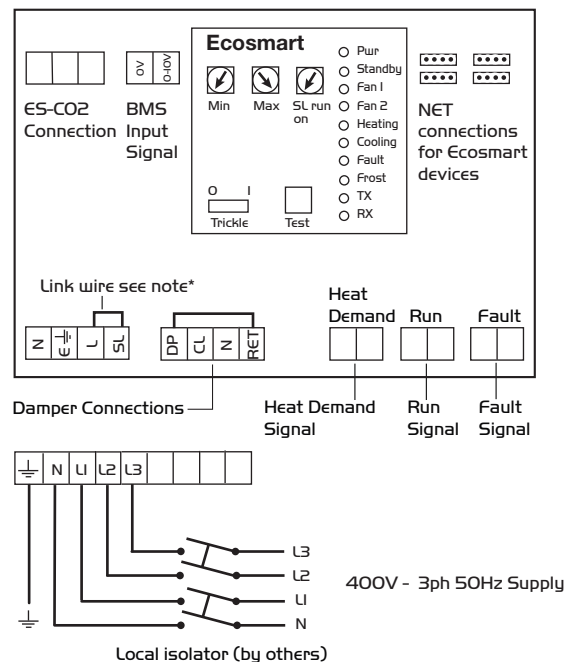 Ecosmart
Pwr
Standby
Fan 1
Fan 2
Heating
Cooling
Fault
Frost
TX
RX
Min
Max
SL run
on
O I
Trickle
Test
0V
0-10V
ES-CO2
Connection
BMS
Input
Signal
NET
connections
for Ecosmart
devices
Link wire see note*
N
E
L
SL
DP
CL
N
RET
Heat
Demand
Run
Fault
Damper Connections
Heat Demand
Signal
Run
Signal
Fault
Signal
N
L1
L2
L3
L3
L2
L1
N
400V - 3ph 50Hz Supply
Local isolator (by others)